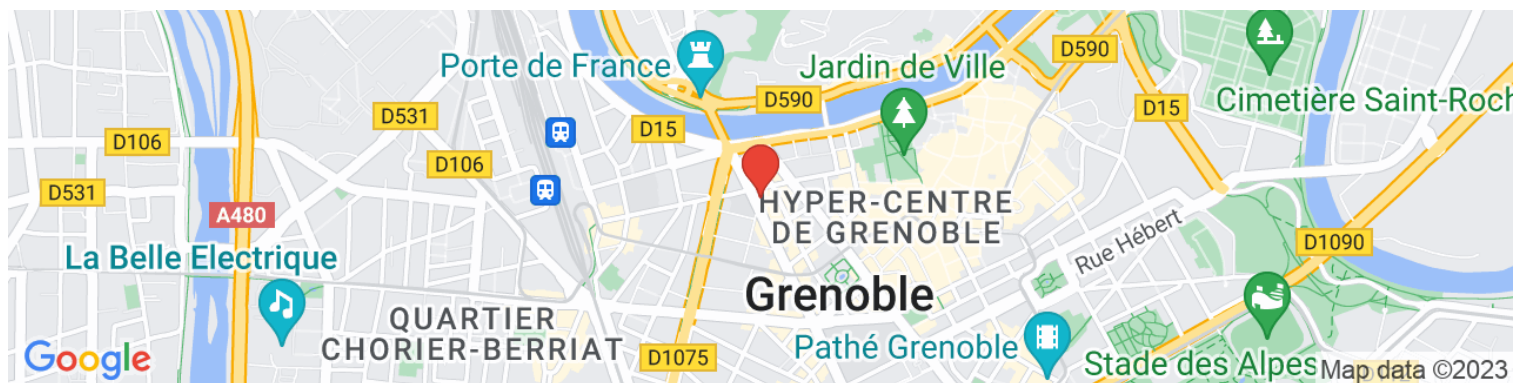 Porte de France
D590
Jardin de Ville
D590
D15
Cimetière Saint-Roch
D531
D106
D15
D106
D531
A480
HYPER-CENTRE
DE GRENOBLE
Rue Hébert
D1090
La Belle Electrique
Grenoble
QUARTIER
CHORIER-BERRIAT
D1075
Pathé Grenoble
Stade des Alpes
Google
Map data ©2023